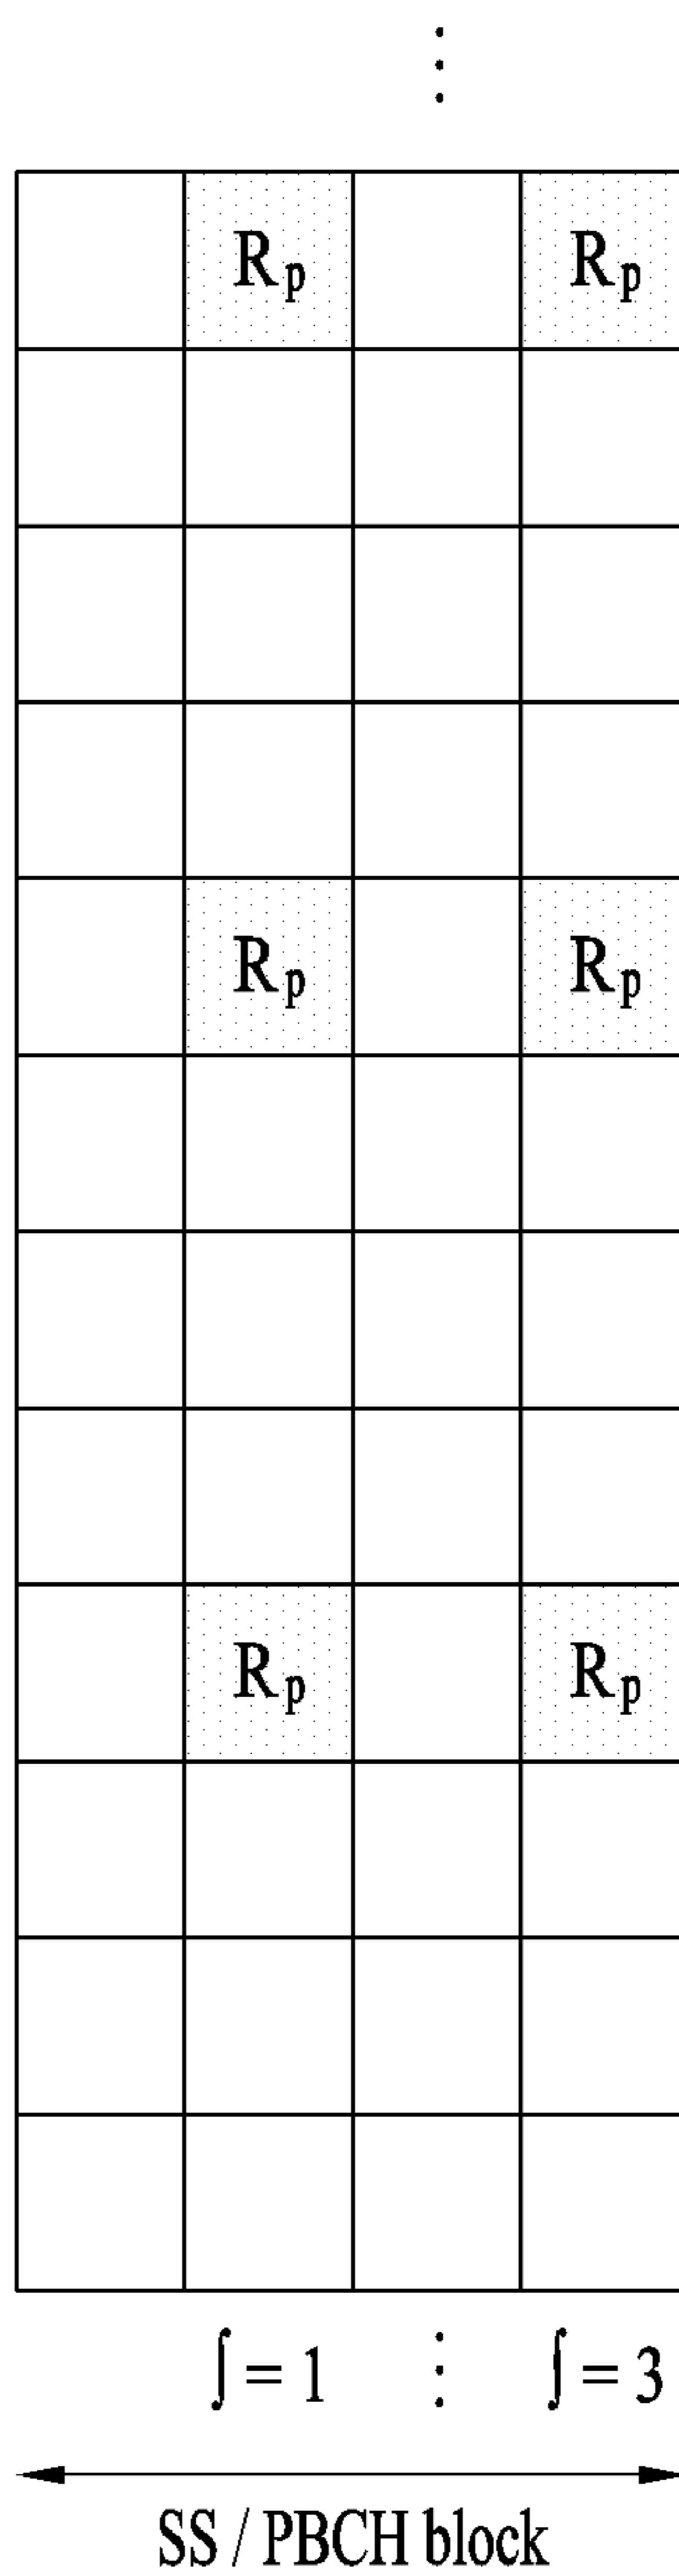 ⋮
Rp Rp
Rp Rp
Rp Rp
∫ = 1 ⋮ ∫ = 3
SS / PBCH block